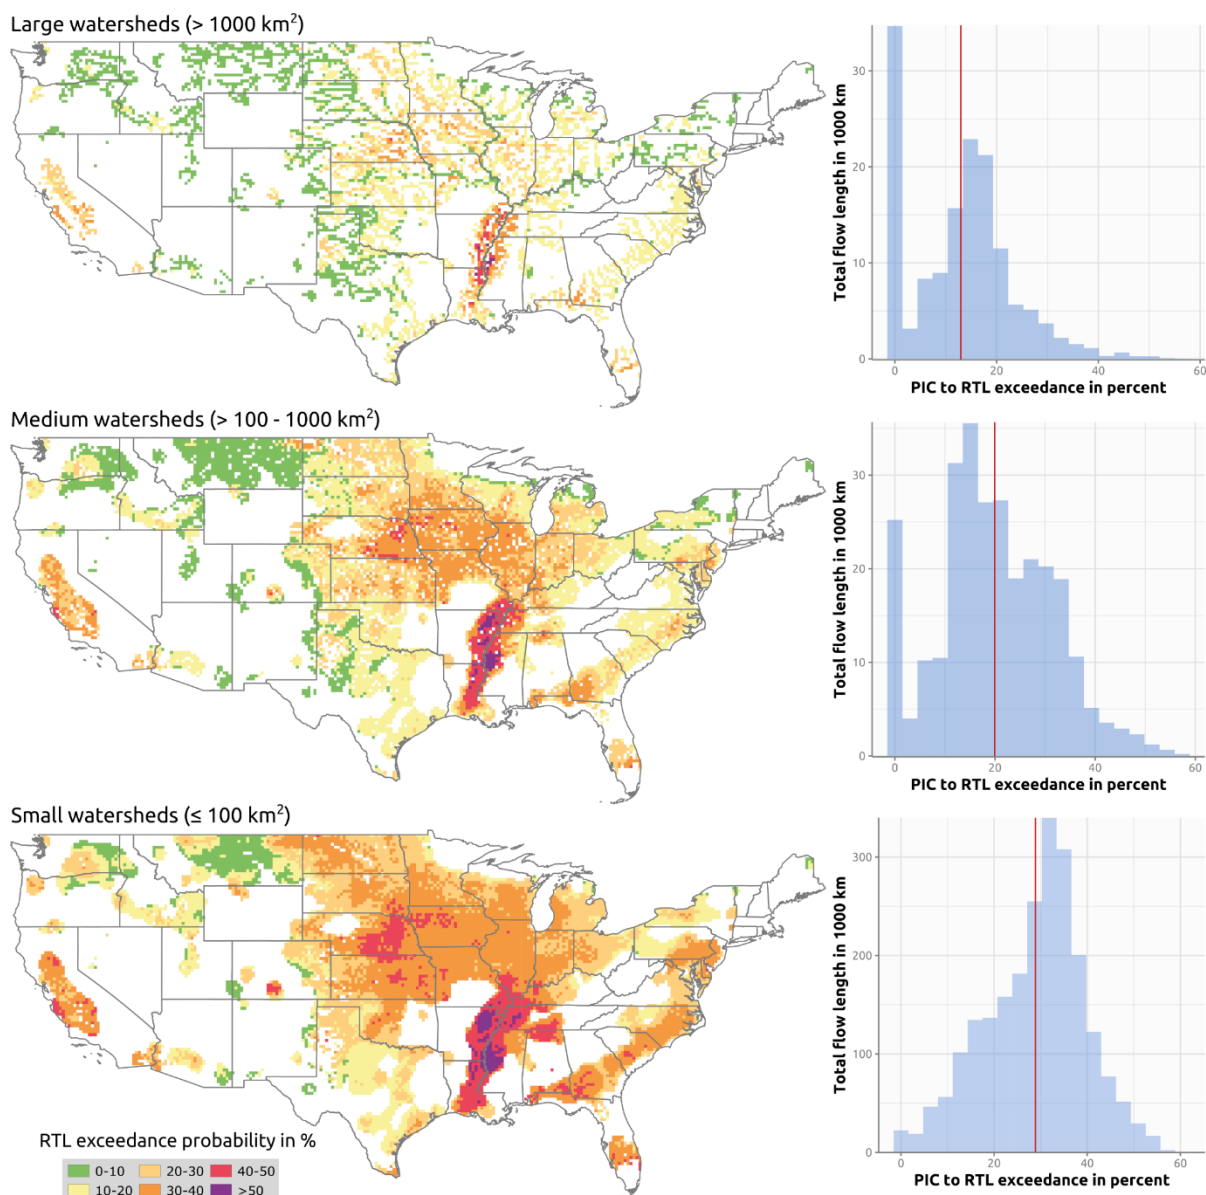 Large watersheds (> 1000 km²)
Total flow length in 1000 km
30
20
10
0
0
20
40
60
PIC to RTL exceedance in percent
Medium watersheds (> 100 - 1000 km²)
Total flow length in 1000 km
30
20
10
0
0
20
40
60
PIC to RTL exceedance in percent
Small watersheds (≤ 100 km²)
Total flow length in 1000 km
300
200
100
0
0
20
40
60
PIC to RTL exceedance in percent
RTL exceedance probability in %
0-10 20-30 40-50
10-20 30-40 >50